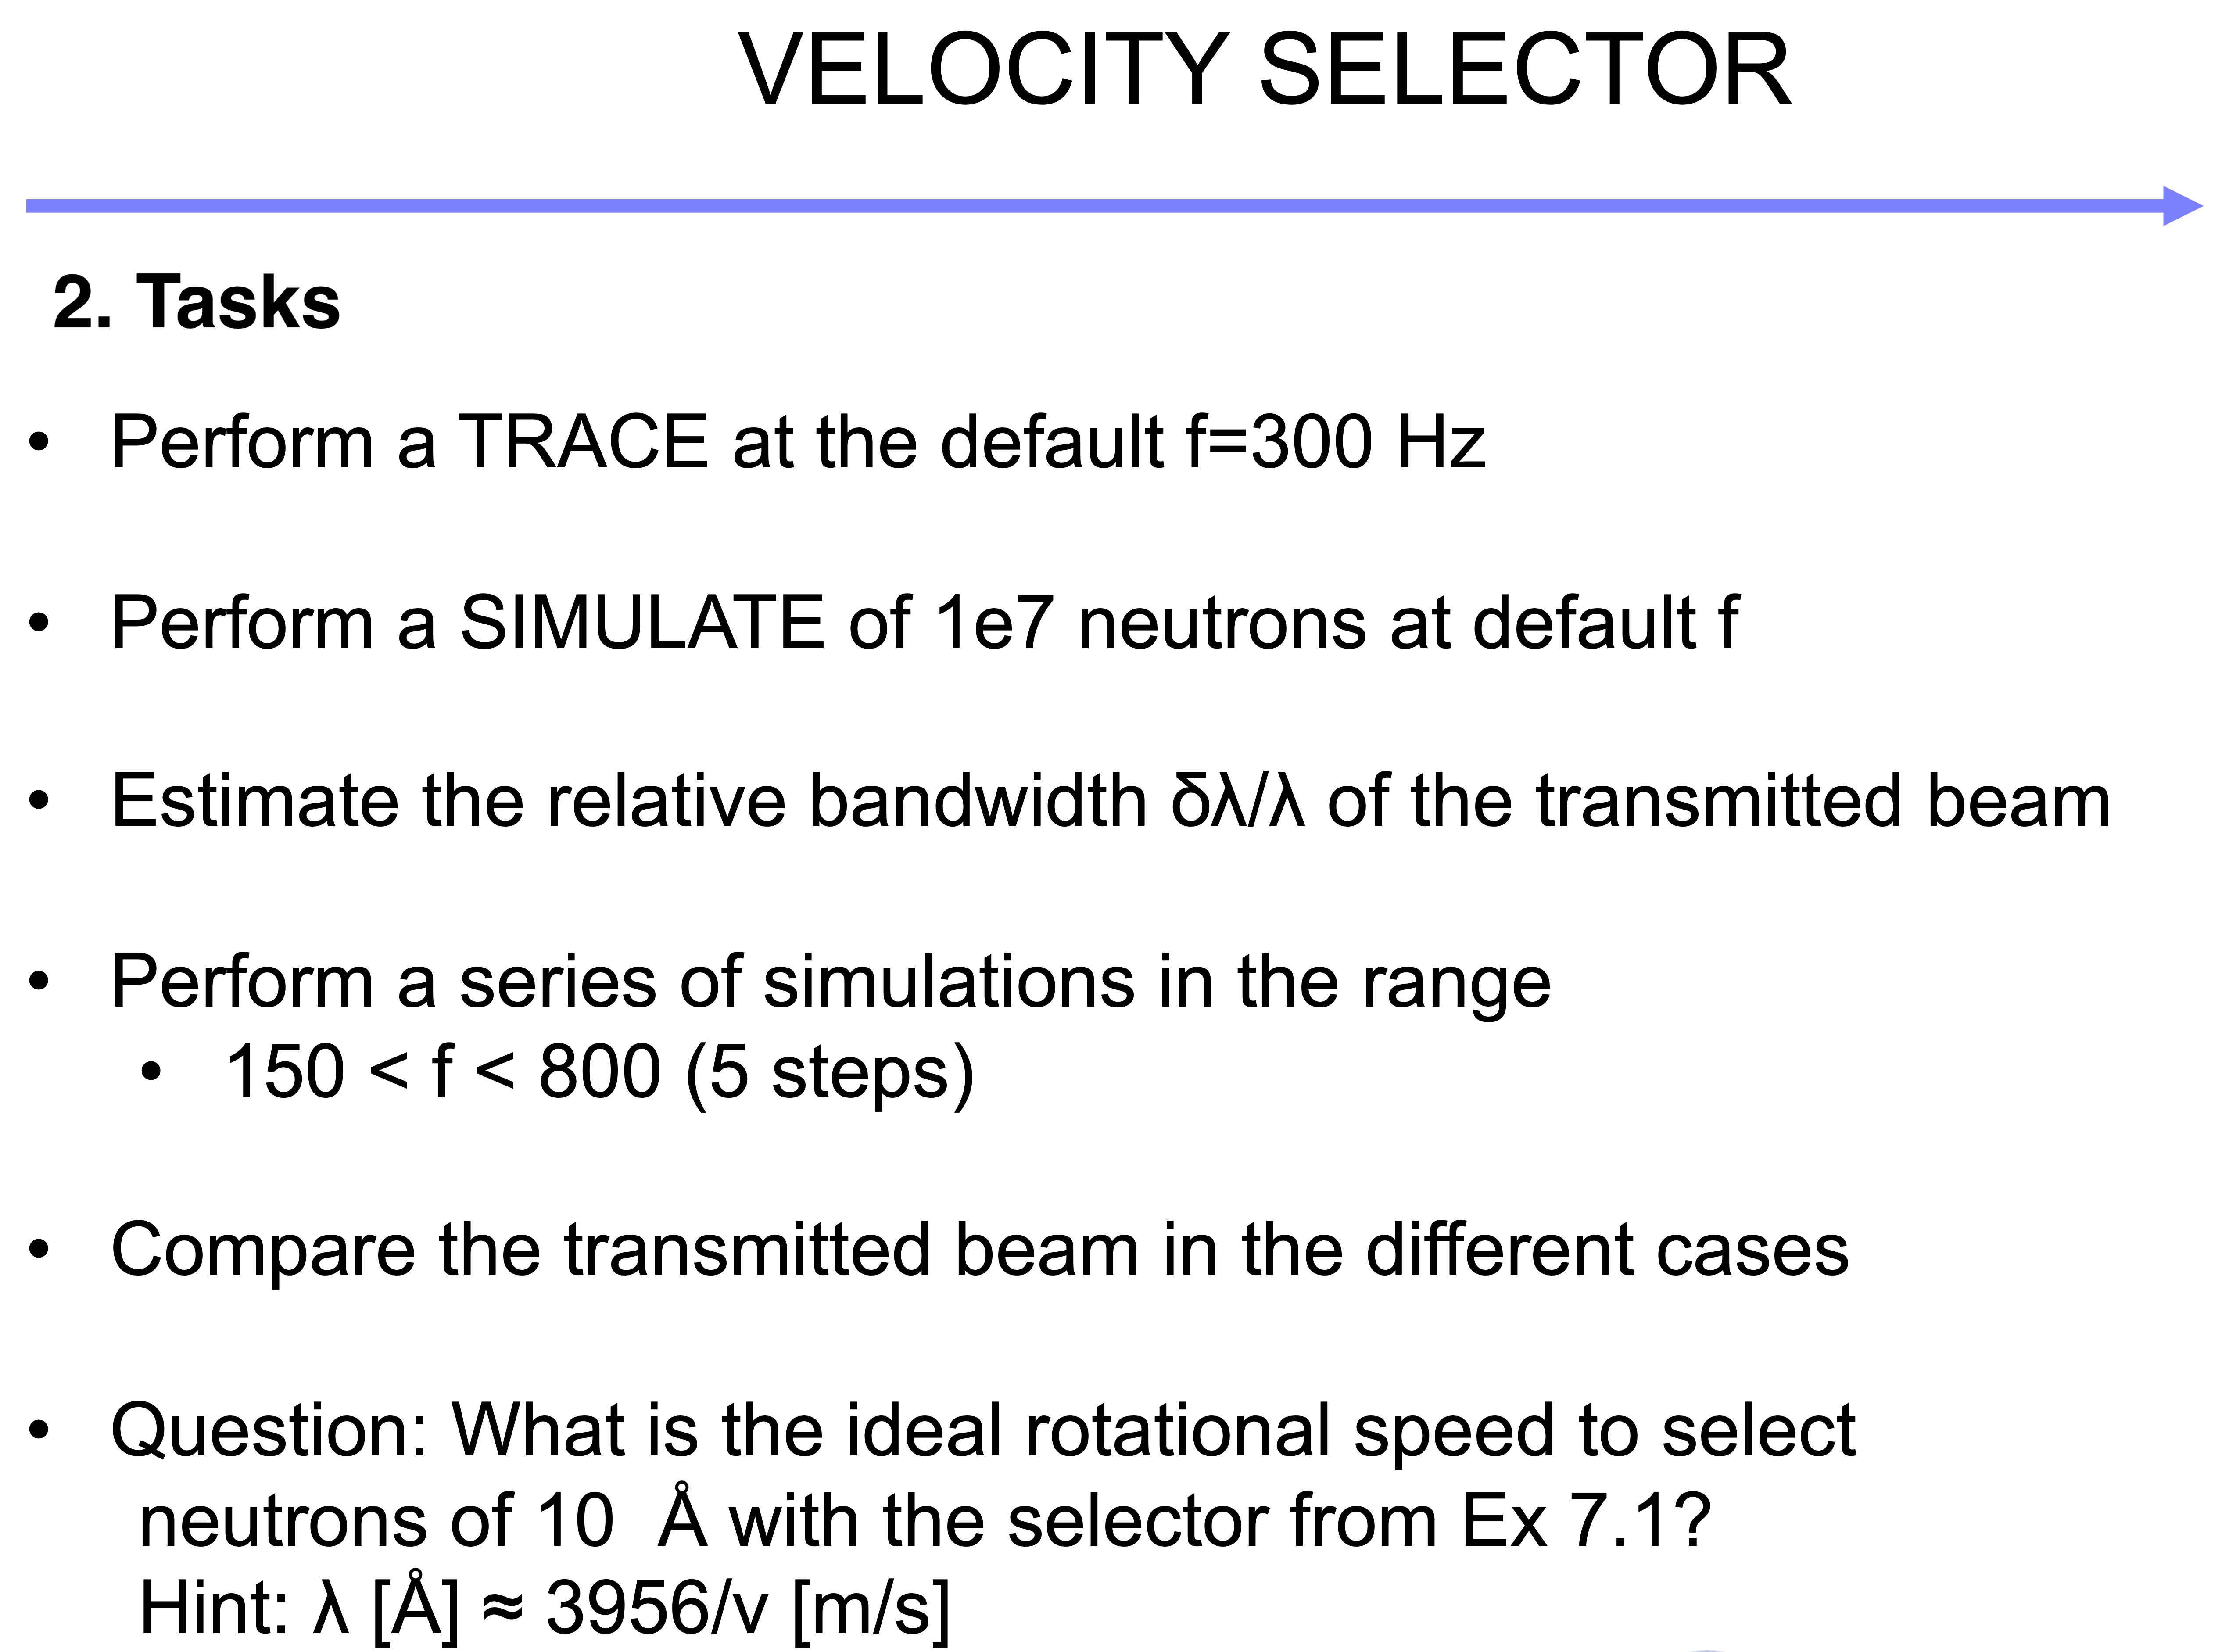 VELOCITY SELECTOR
2. Tasks
• Perform a TRACE at the default f=300 Hz
• Perform a SIMULATE of 1e7 neutrons at default f
• Estimate the relative bandwidth δλ/λ of the transmitted beam
• Perform a series of simulations in the range
• 150 < f < 800 (5 steps)
• Compare the transmitted beam in the different cases
• Question: What is the ideal rotational speed to select
neutrons of 10 Å with the selector from Ex 7.1?
Hint: λ [Å] ≈ 3956/v [m/s]